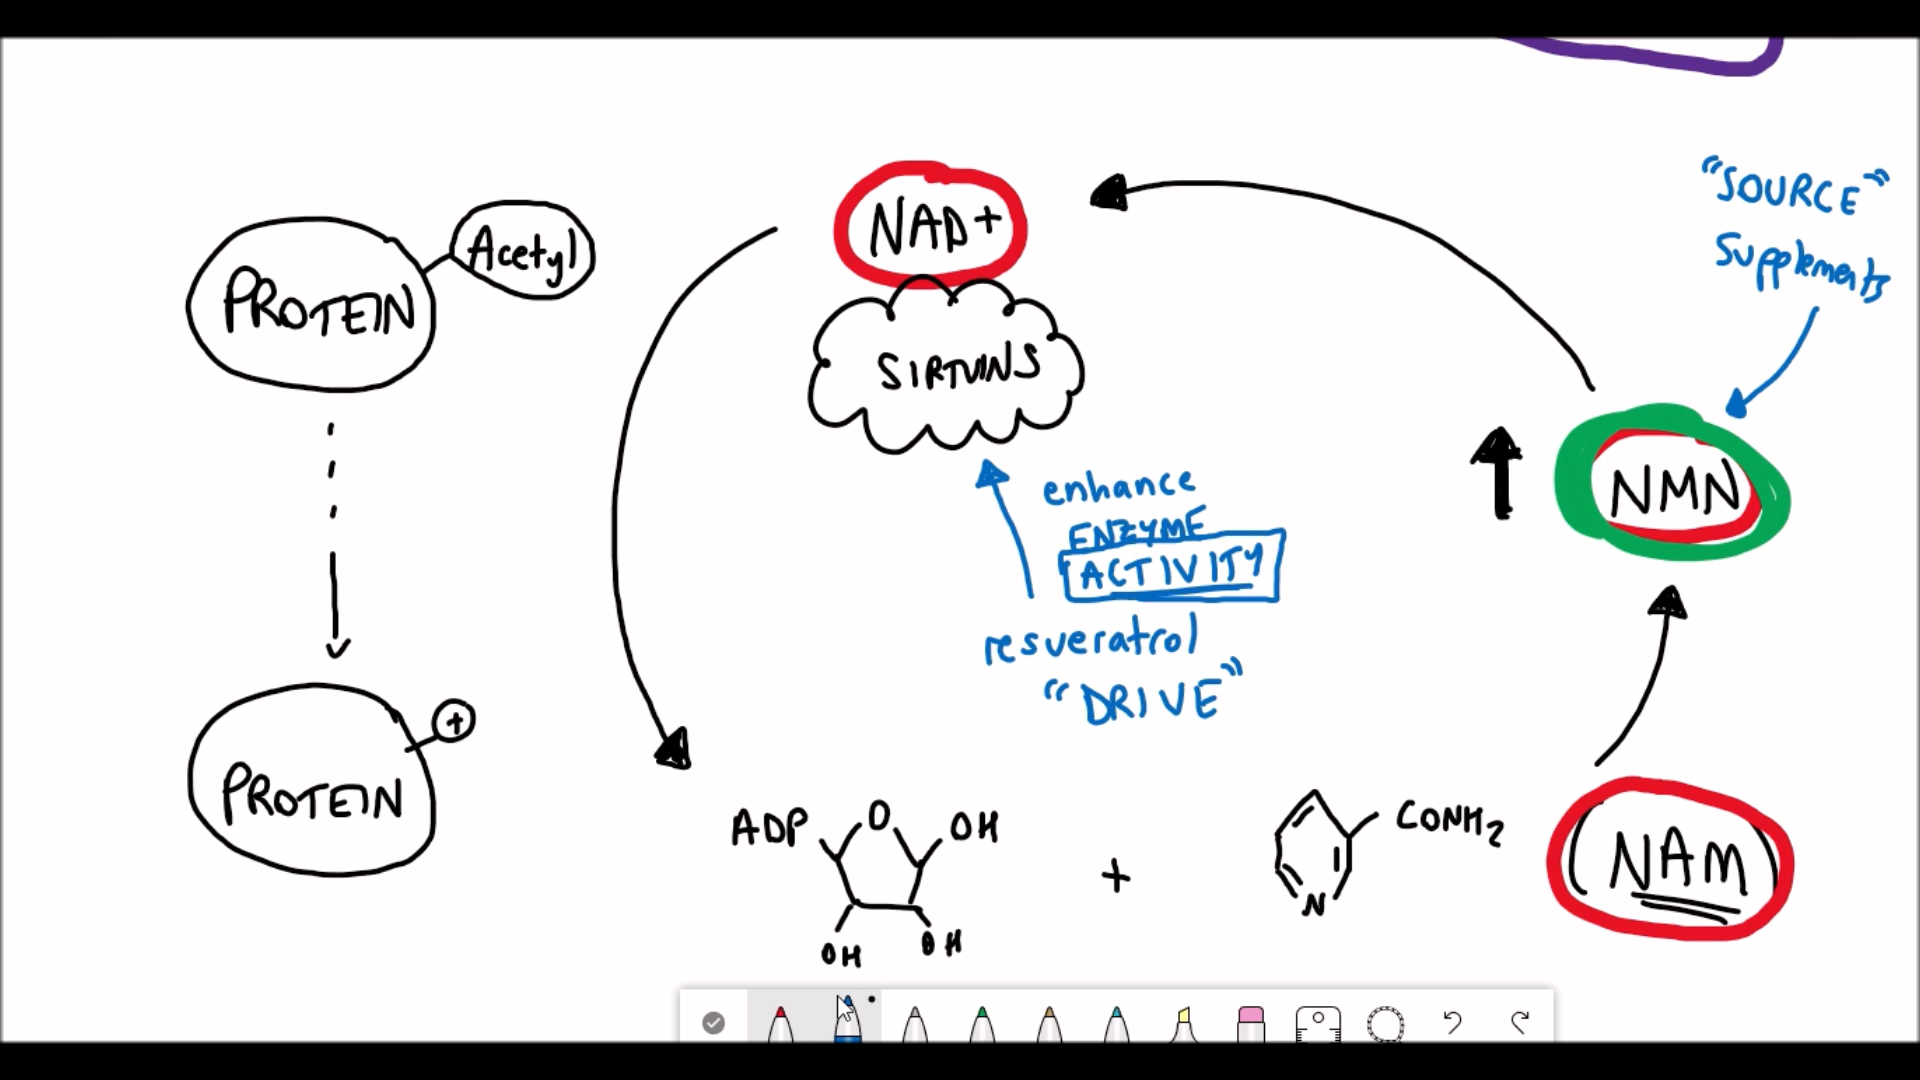 "SOURCE"
supplements
NAD+
Acetyl
PROTEIN
SIRTUINS
enhance
ENZYME
ACTIVITY
NMN
resveratrol
"DRIVE"
+
PROTEIN
ADP
O
OH
+
CONH2
NAM
N
OH
OH